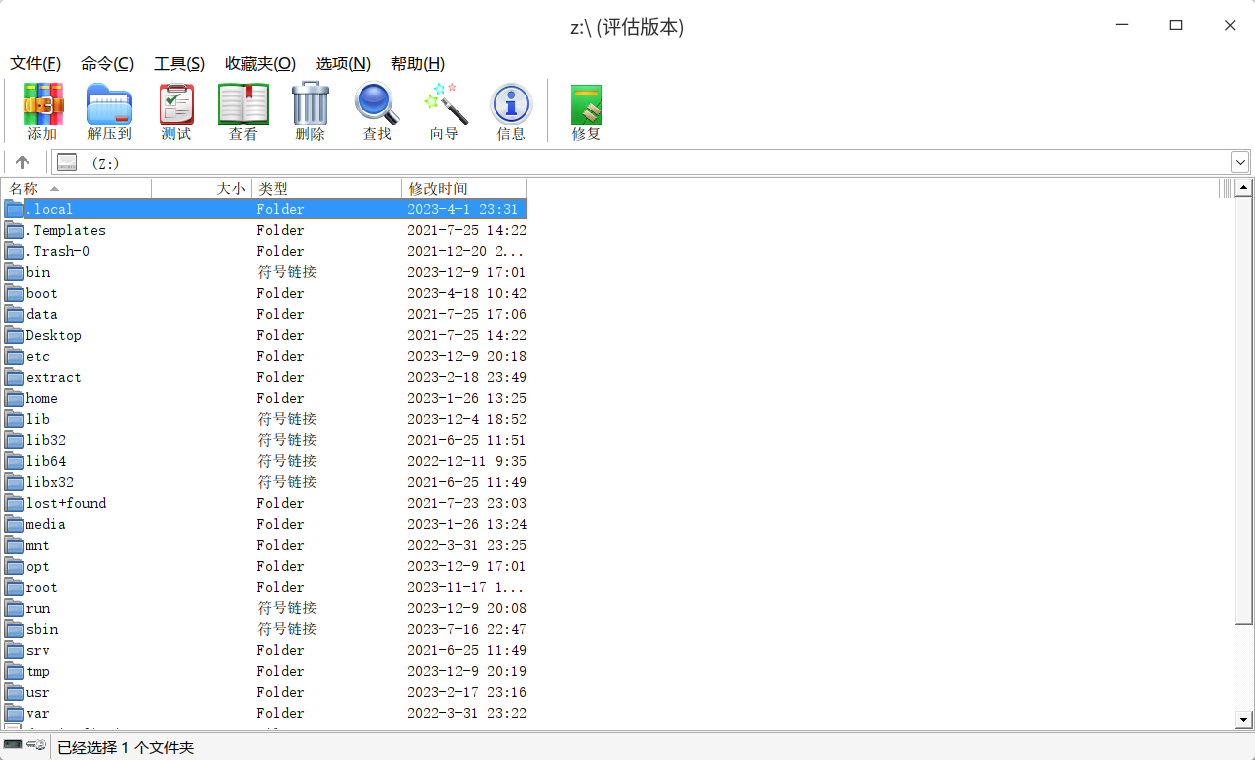 z:\ (评估版本)
文件(F) 命令(C) 工具(S) 收藏夹(O) 选项(N) 帮助(H)
添加 解压到 测试 查看 删除 查找 向导 信息 修复
(Z:)
名称 大小 类型 修改时间
.local Folder 2023-4-1 23:31
.Templates Folder 2021-7-25 14:22
.Trash-0 Folder 2021-12-20 2...
bin 符号链接 2023-12-9 17:01
boot Folder 2023-4-18 10:42
data Folder 2021-7-25 17:06
Desktop Folder 2021-7-25 14:22
etc Folder 2023-12-9 20:18
extract Folder 2023-2-18 23:49
home Folder 2023-1-26 13:25
lib 符号链接 2023-12-4 18:52
lib32 符号链接 2021-6-25 11:51
lib64 符号链接 2022-12-11 9:35
libx32 符号链接 2021-6-25 11:49
lost+found Folder 2021-7-23 23:03
media Folder 2023-1-26 13:24
mnt Folder 2022-3-31 23:25
opt Folder 2023-12-9 17:01
root Folder 2023-11-17 1...
run 符号链接 2023-12-9 20:08
sbin 符号链接 2023-7-16 22:47
srv Folder 2021-6-25 11:49
tmp Folder 2023-12-9 20:19
usr Folder 2023-2-17 23:16
var Folder 2022-3-31 23:22
已经选择 1 个文件夹